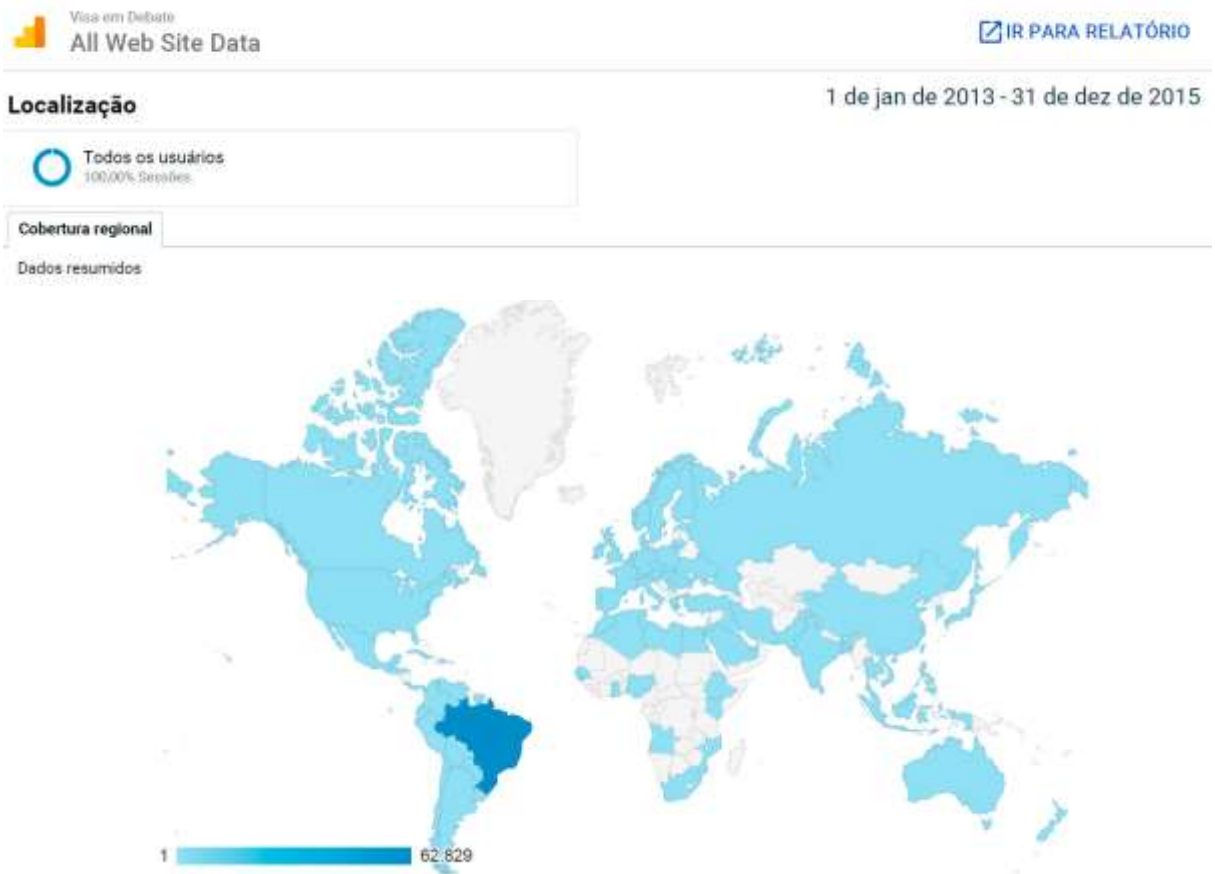 Visa em Debate
All Web Site Data
IR PARA RELATÓRIO
Localização
1 de jan de 2013 - 31 de dez de 2015
Todos os usuários
100,00% Sessões
Cobertura regional
Dados resumidos
1
62.829